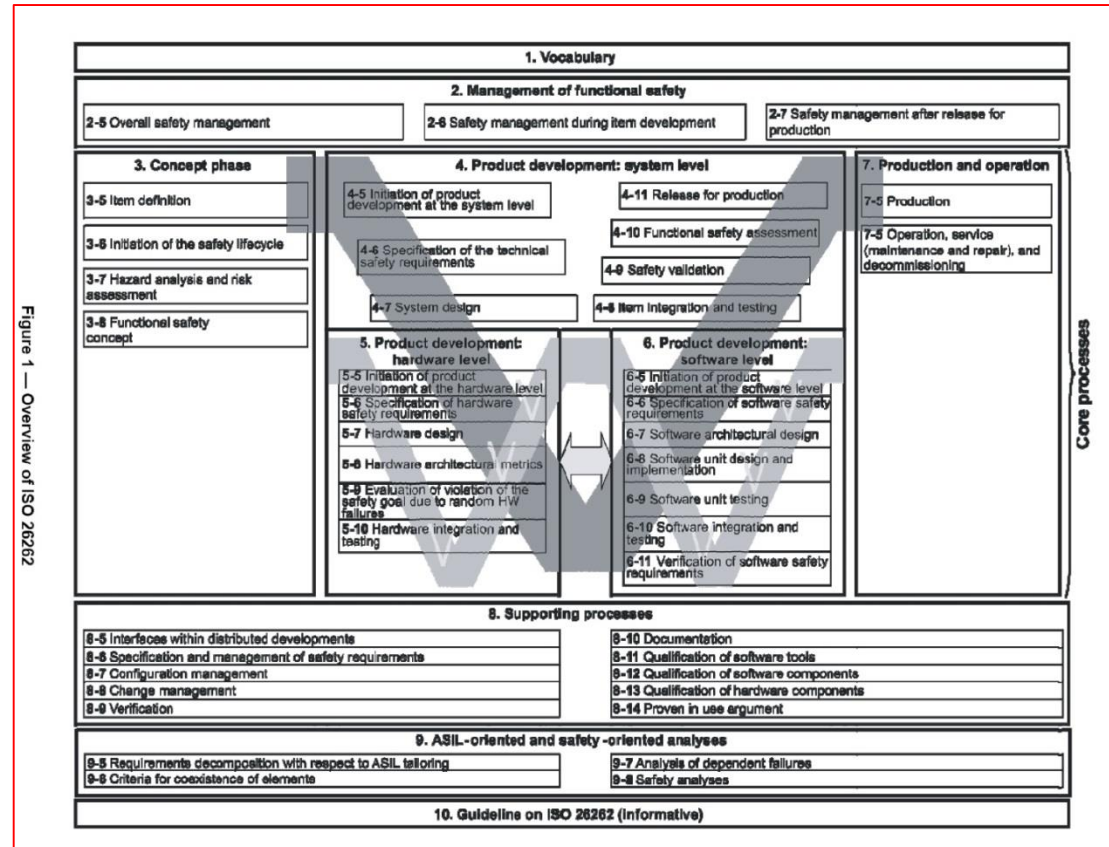 1. Vocabulary
2. Management of functional safety
2-5 Overall safety management
2-6 Safety management during item development
2-7 Safety management after release for
production
3. Concept phase
3-5 Item definition
3-6 Initiation of the safety lifecycle
3-7 Hazard analysis and risk
assessment
3-8 Functional safety
concept
4. Product development: system level
4-5 Initiation of product
development at the system level
4-6 Specification of the technical
safety requirements
4-7 System design
4-11 Release for production
4-10 Functional safety assessment
4-9 Safety validation
4-8 Item integration and testing
5. Product development:
hardware level
5-5 Initiation of product
development at the hardware level
5-6 Specification of hardware
safety requirements
5-7 Hardware design
5-8 Hardware architectural metrics
5-9 Evaluation of violation of the
safety goal due to random HW
failures
5-10 Hardware integration and
testing
6. Product development:
software level
6-5 Initiation of product
development at the software level
6-6 Specification of software safety
requirements
6-7 Software architectural design
6-8 Software unit design and
implementation
6-9 Software unit testing
6-10 Software integration and
testing
6-11 Verification of software safety
requirements
7. Production and operation
7-5 Production
7-5 Operation, service
(maintenance and repair), and
decommissioning
Core processes
8. Supporting processes
8-5 Interfaces within distributed developments
8-6 Specification and management of safety requirements
8-7 Configuration management
8-8 Change management
8-9 Verification
8-10 Documentation
8-11 Qualification of software tools
8-12 Qualification of software components
8-13 Qualification of hardware components
8-14 Proven in use argument
9. ASIL-oriented and safety-oriented analyses
9-5 Requirements decomposition with respect to ASIL tailoring
9-6 Criteria for coexistence of elements
9-7 Analysis of dependent failures
9-8 Safety analyses
10. Guideline on ISO 26262 (informative)
Figure 1 — Overview of ISO 26262